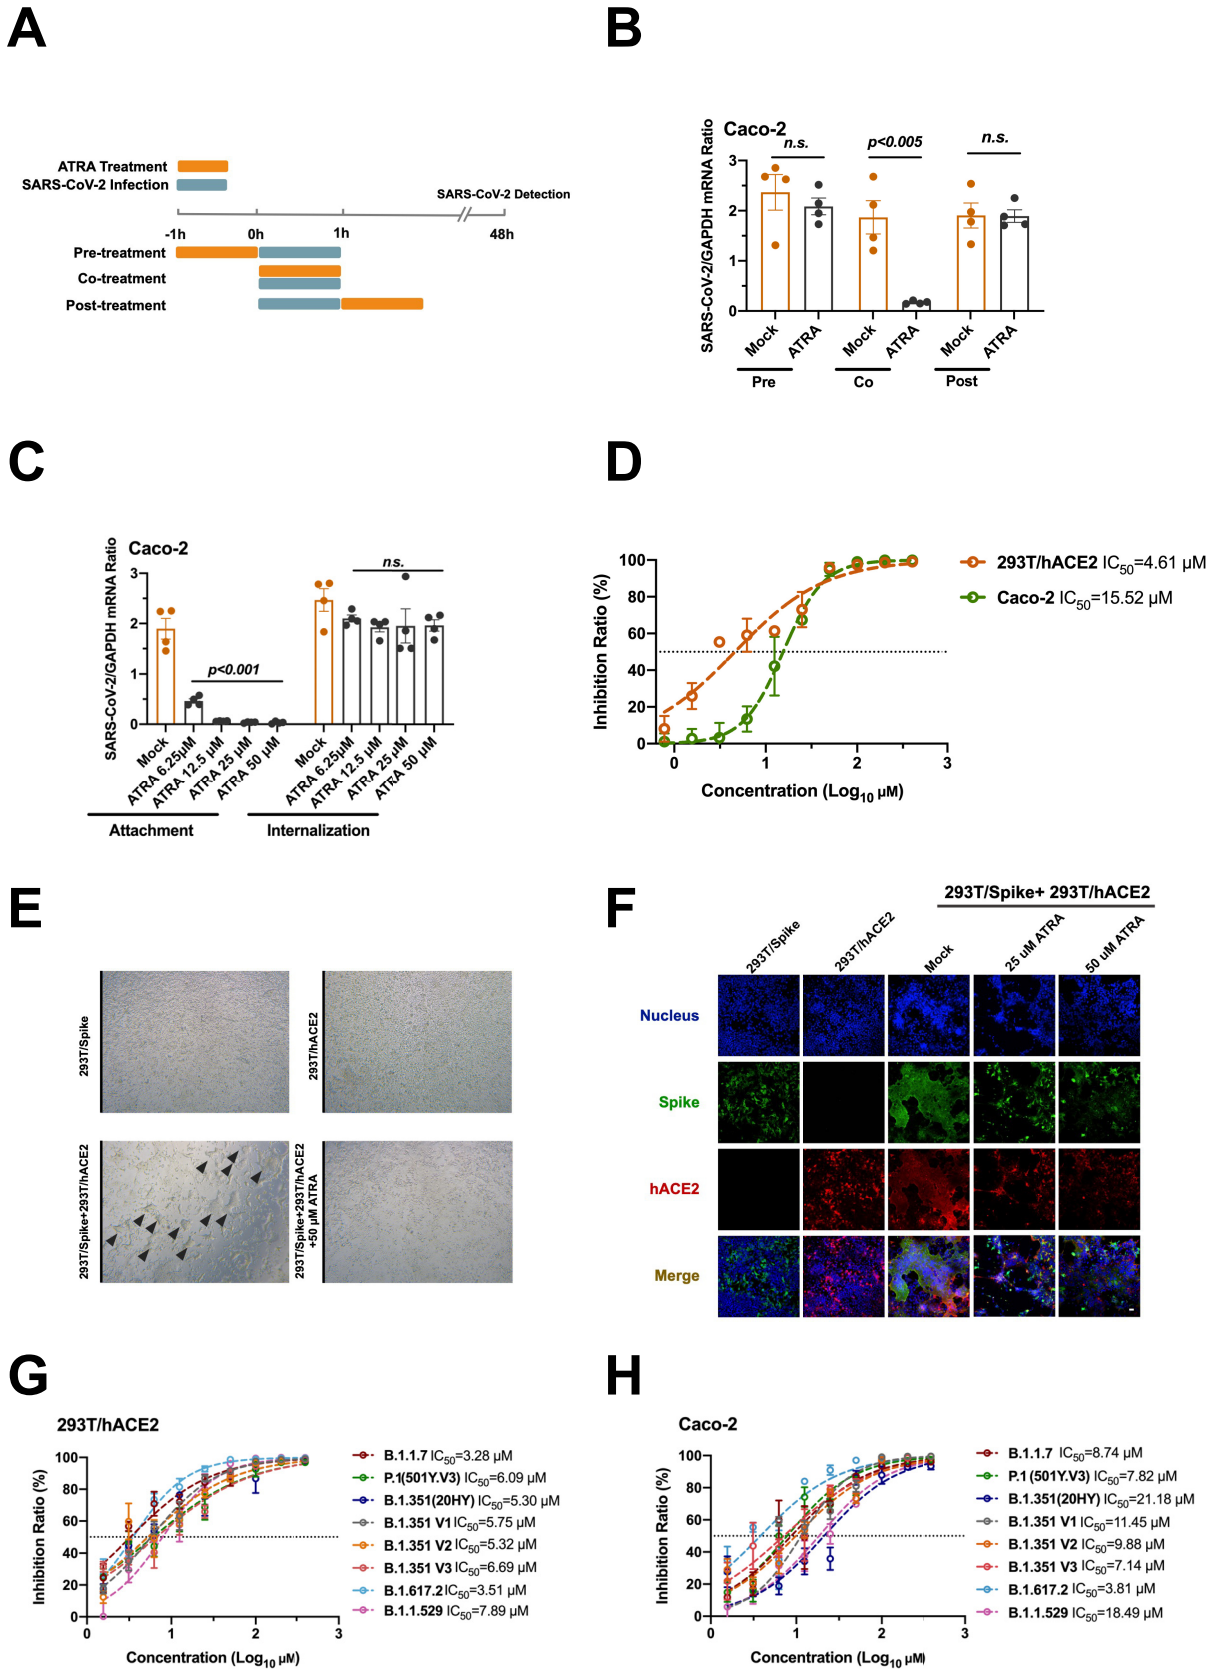 A
ATRA Treatment
SARS-CoV-2 Infection
SARS-CoV-2 Detection
-1h
0h
1h
48h
Pre-treatment
Co-treatment
Post-treatment
B
Caco-2
n.s.
p<0.005
n.s.
SARS-CoV-2/GAPDH mRNA Ratio
3
2
1
0
Mock
ATRA
Mock
ATRA
Mock
ATRA
Pre
Co
Post
C
Caco-2
SARS-CoV-2/GAPDH mRNA Ratio
3
2
1
0
p<0.001
ns.
Mock
ATRA 6.25μM
ATRA 12.5 μM
ATRA 25 μM
ATRA 50 μM
Mock
ATRA 6.25μM
ATRA 12.5 μM
ATRA 25 μM
ATRA 50 μM
Attachment
Internalization
D
Inhibition Ratio (%)
100
80
60
40
20
0
0
1
2
3
Concentration (Log10 μM)
293T/hACE2 IC50=4.61 μM
Caco-2 IC50=15.52 μM
E
293T/Spike
293T/hACE2
293T/Spike+293T/hACE2
293T/Spike+293T/hACE2
+50 μM ATRA
F
293T/Spike+ 293T/hACE2
293T/Spike
293T/hACE2
Mock
25 uM ATRA
50 uM ATRA
Nucleus
Spike
hACE2
Merge
G
293T/hACE2
Inhibition Ratio (%)
100
80
60
40
20
0
0
1
2
3
Concentration (Log10 μM)
B.1.1.7 IC50=3.28 μM
P.1(501Y.V3) IC50=6.09 μM
B.1.351(20HY) IC50=5.30 μM
B.1.351 V1 IC50=5.75 μM
B.1.351 V2 IC50=5.32 μM
B.1.351 V3 IC50=6.69 μM
B.1.617.2 IC50=3.51 μM
B.1.1.529 IC50=7.89 μM
H
Caco-2
Inhibition Ratio (%)
100
80
60
40
20
0
0
1
2
3
Concentration (Log10 μM)
B.1.1.7 IC50=8.74 μM
P.1(501Y.V3) IC50=7.82 μM
B.1.351(20HY) IC50=21.18 μM
B.1.351 V1 IC50=11.45 μM
B.1.351 V2 IC50=9.88 μM
B.1.351 V3 IC50=7.14 μM
B.1.617.2 IC50=3.81 μM
B.1.1.529 IC50=18.49 μM